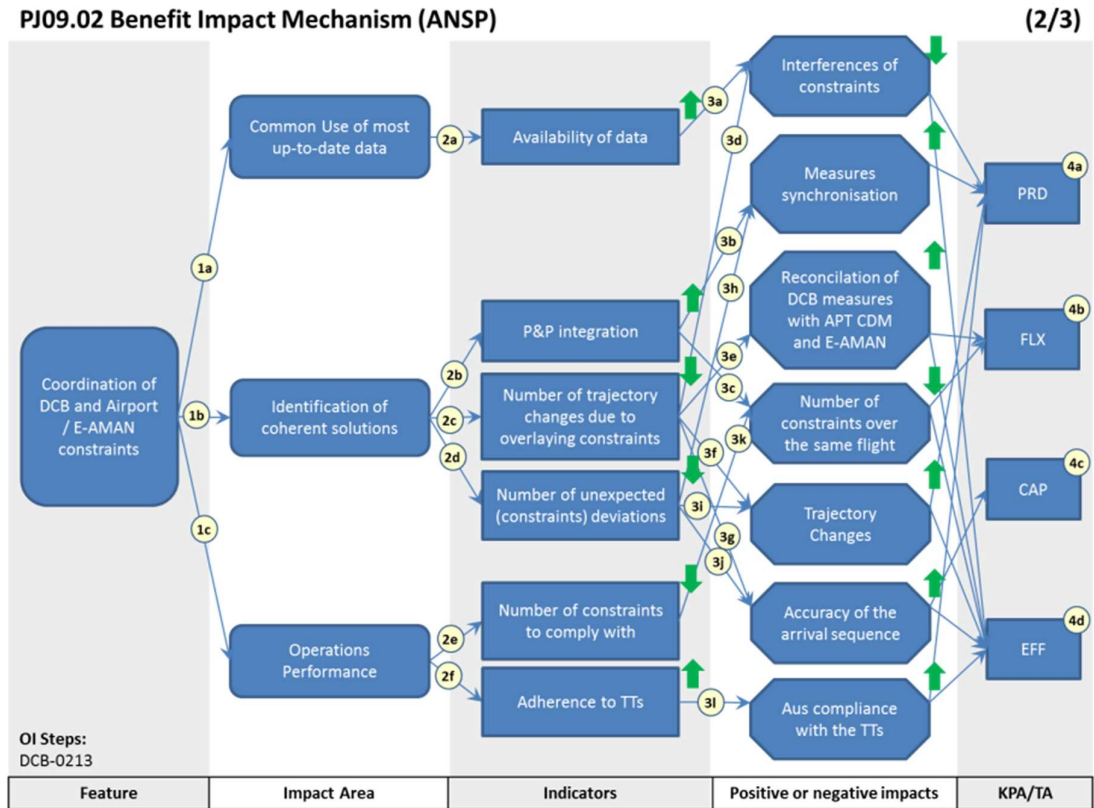 PJ09.02 Benefit Impact Mechanism (ANSP)
(2/3)
Coordination of
DCB and Airport
/ E-AMAN
constraints
1a
1b
1c
Common Use of most
up-to-date data
Identification of
coherent solutions
Operations
Performance
2a
2b
2c
2d
2e
2f
Availability of data
P&P integration
Number of trajectory
changes due to
overlaying constraints
Number of unexpected
(constraints) deviations
Number of constraints
to comply with
Adherence to TTs
3a
3d
3b
3h
3e
3c
3k
3f
3i
3g
3j
3l
Interferences of
constraints
Measures
synchronisation
Reconcilation of
DCB measures
with APT CDM
and E-AMAN
Number of
constraints over
the same flight
Trajectory
Changes
Accuracy of the
arrival sequence
Aus compliance
with the TTs
4a
PRD
4b
FLX
4c
CAP
4d
EFF
OI Steps:
DCB-0213
Feature
Impact Area
Indicators
Positive or negative impacts
KPA/TA